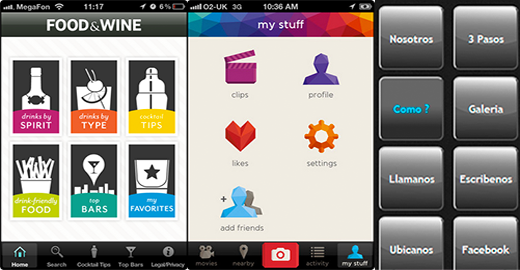 MegaFon 11:17 6%
FOOD&WINE
drinks by SPIRIT
drinks by TYPE
cocktail TIPS
drink-friendly FOOD
top BARS
my FAVORITES
Home Search Cocktail Tips Top Bars Legal/Privacy
O2-UK 3G 10:36 AM
my stuff
clips profile
likes settings
+ add friends
movies nearby activity my stuff
Nosotros 3 Pasos
Como ? Galeria
Llamanos Escribenos
Ubicanos Facebook